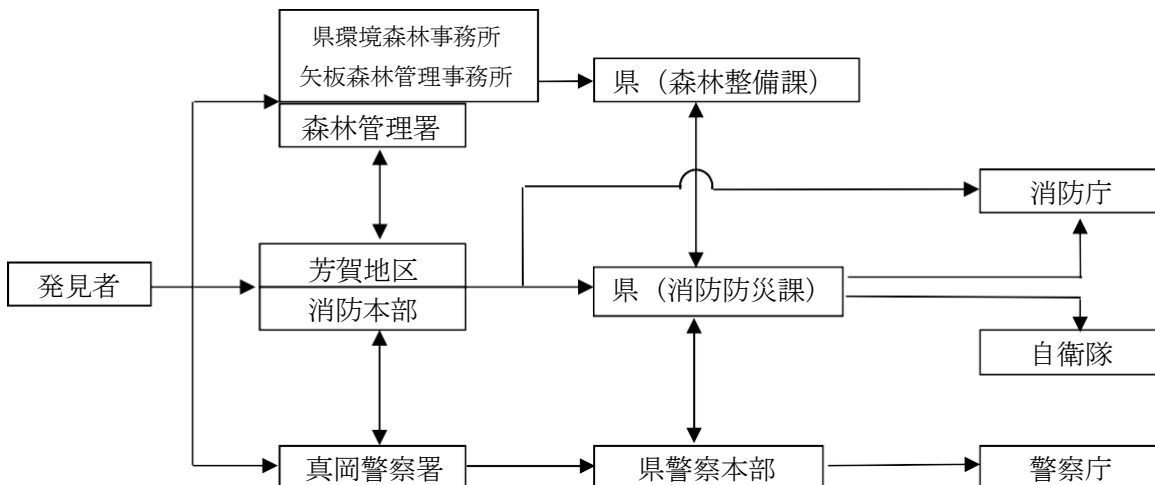 県環境森林事務所
矢板森林管理事務所
県（森林整備課）
森林管理署
消防庁
発見者
芳賀地区
消防本部
県（消防防災課）
自衛隊
真岡警察署
県警察本部
警察庁